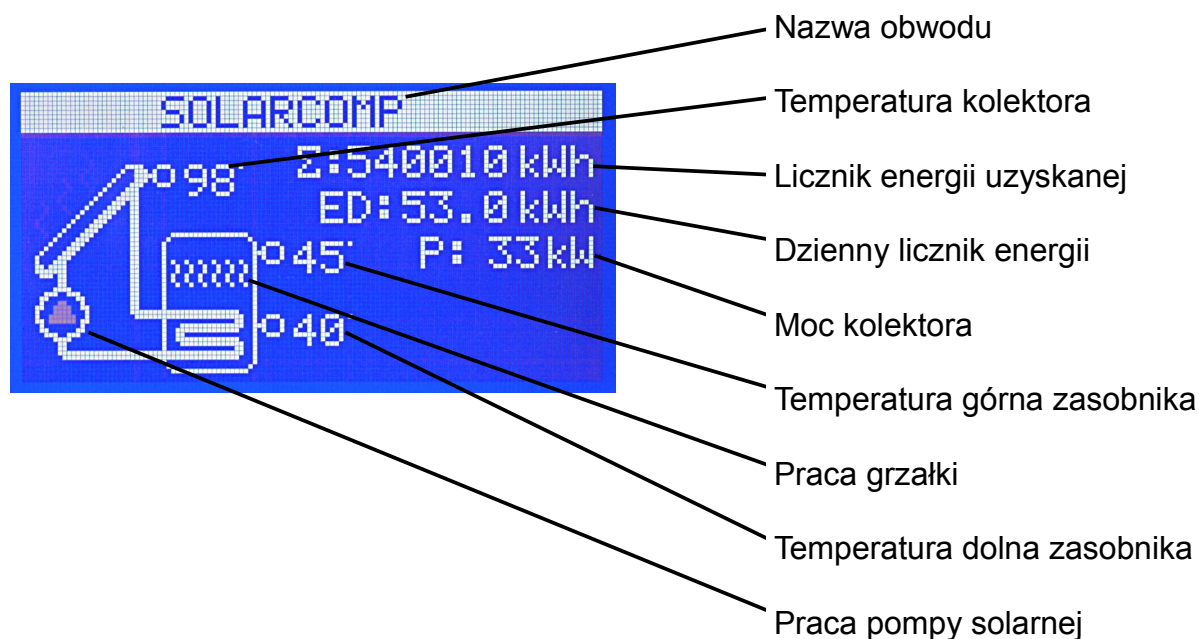 Nazwa obwodu
SOLARCOMP
Temperatura kolektora
98°
Σ:540010 kWh
Licznik energii uzyskanej
ED:53.0 kWh
Dzienny licznik energii
45°
P: 33kW
Moc kolektora
40°
Temperatura górna zasobnika
Praca grzałki
Temperatura dolna zasobnika
Praca pompy solarnej